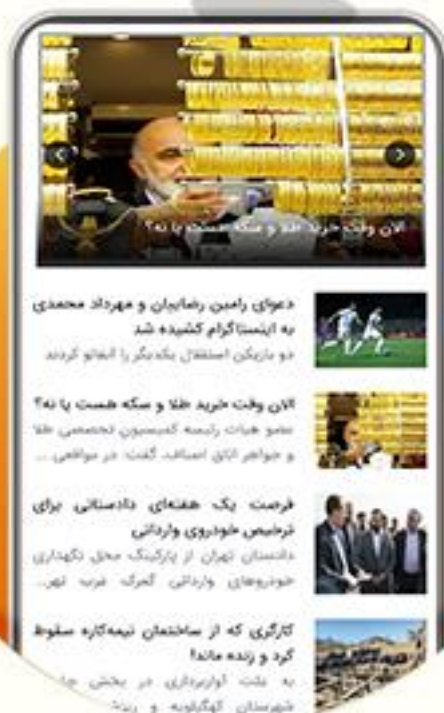 الان وقت خرید طلا و سکه هست یا نه؟
دعوای رامین رضاییان و مهرداد محمدی
به اینستاگرام کشیده شد
دو بازیکن استقلال یکدیگر را آنفالو کردند
الان وقت خرید طلا و سکه هست یا نه؟
عضو هیات رئیسه کمیسیون تخصصی طلا
و جواهر اتاق اصناف، گفت: در مواقعی ...
فرصت یک هفته‌ای دادستانی برای
ترخیص خودروی وارداتی
دادستان تهران از پارکینگ محل نگهداری
خودروهای وارداتی گمرک غرب تهر...
کارگری که از ساختمان نیمه‌کاره سقوط
کرد و زنده ماند!
به علت آواربرداری در بخش
شهرستان کهگیلویه و